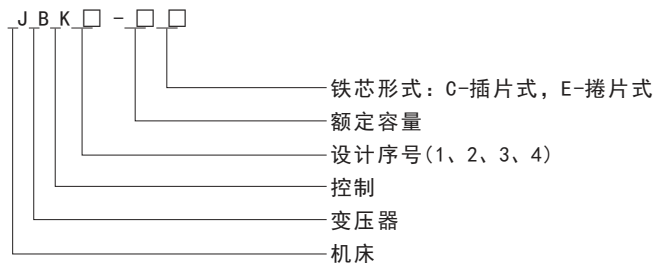 JBK□-□□
铁芯形式：C-插片式，E-捲片式
额定容量
设计序号(1、2、3、4)
控制
变压器
机床